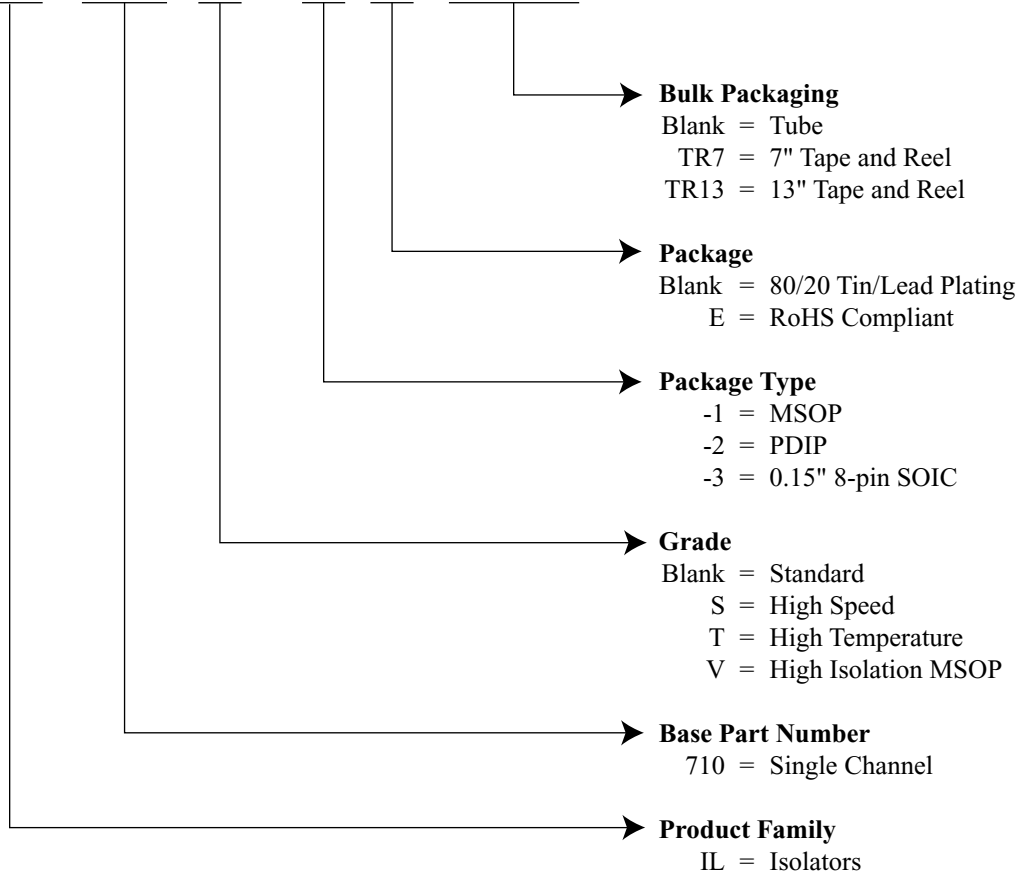 Bulk Packaging
Blank = Tube
TR7 = 7" Tape and Reel
TR13 = 13" Tape and Reel
Package
Blank = 80/20 Tin/Lead Plating
E = RoHS Compliant
Package Type
-1 = MSOP
-2 = PDIP
-3 = 0.15" 8-pin SOIC
Grade
Blank = Standard
S = High Speed
T = High Temperature
V = High Isolation MSOP
Base Part Number
710 = Single Channel
Product Family
IL = Isolators